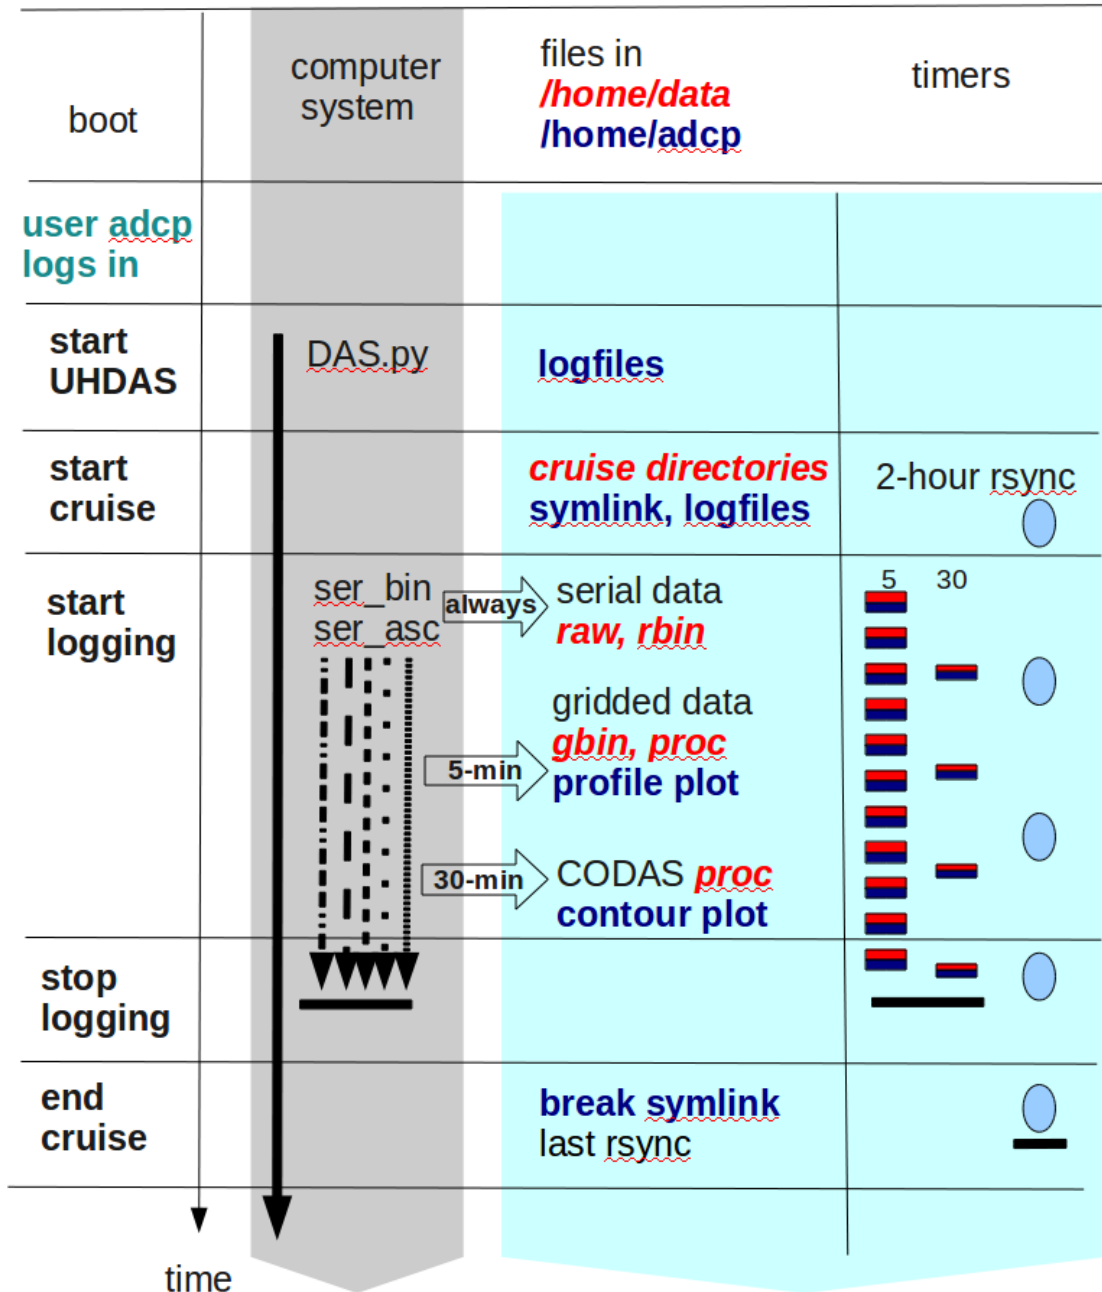 boot
computer
system
files in
/home/data
/home/adcp
timers
user adcp
logs in
start
UHDAS
DAS.py
logfiles
start
cruise
cruise directories
symlink, logfiles
2-hour rsync
start
logging
ser_bin
ser_asc
always
serial data
raw, rbin
5
30
gridded data
gbin, proc
profile plot
5-min
30-min
CODAS proc
contour plot
stop
logging
end
cruise
break symlink
last rsync
time